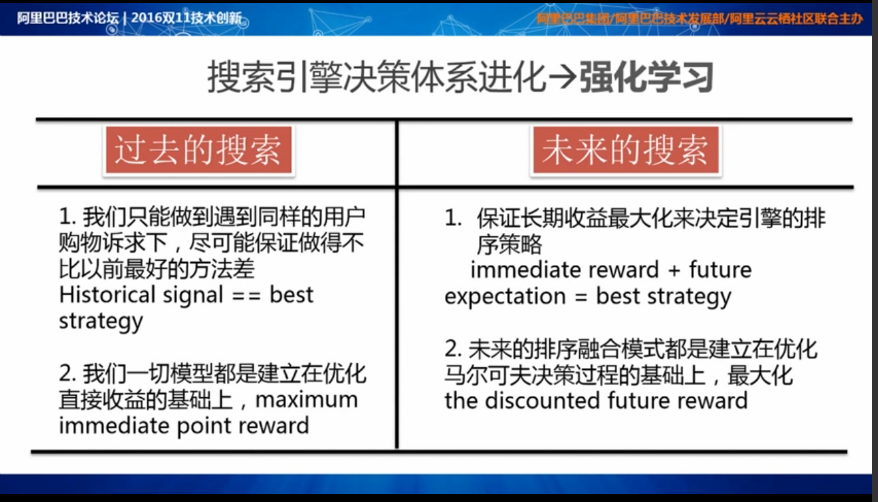 阿里巴巴技术论坛 | 2016双11技术创新
阿里巴巴集团/阿里巴巴技术发展部/阿里云云栖社区联合主办
搜索引擎决策体系进化→强化学习
过去的搜索
1. 我们只能做到遇到同样的用户
购物诉求下，尽可能保证做得不
比以前最好的方法差
Historical signal == best
strategy
2. 我们一切模型都是建立在优化
直接收益的基础上，maximum
immediate point reward
未来的搜索
1. 保证长期收益最大化来决定引擎的排
序策略
immediate reward + future
expectation = best strategy
2. 未来的排序融合模式都是建立在优化
马尔可夫决策过程的基础上，最大化
the discounted future reward